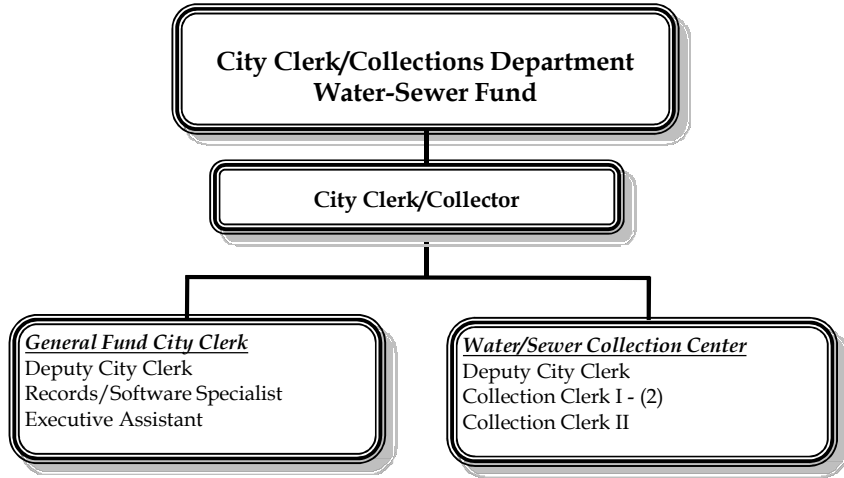 City Clerk/Collections Department
Water-Sewer Fund
City Clerk/Collector
General Fund City Clerk
Deputy City Clerk
Records/Software Specialist
Executive Assistant
Water/Sewer Collection Center
Deputy City Clerk
Collection Clerk I - (2)
Collection Clerk II